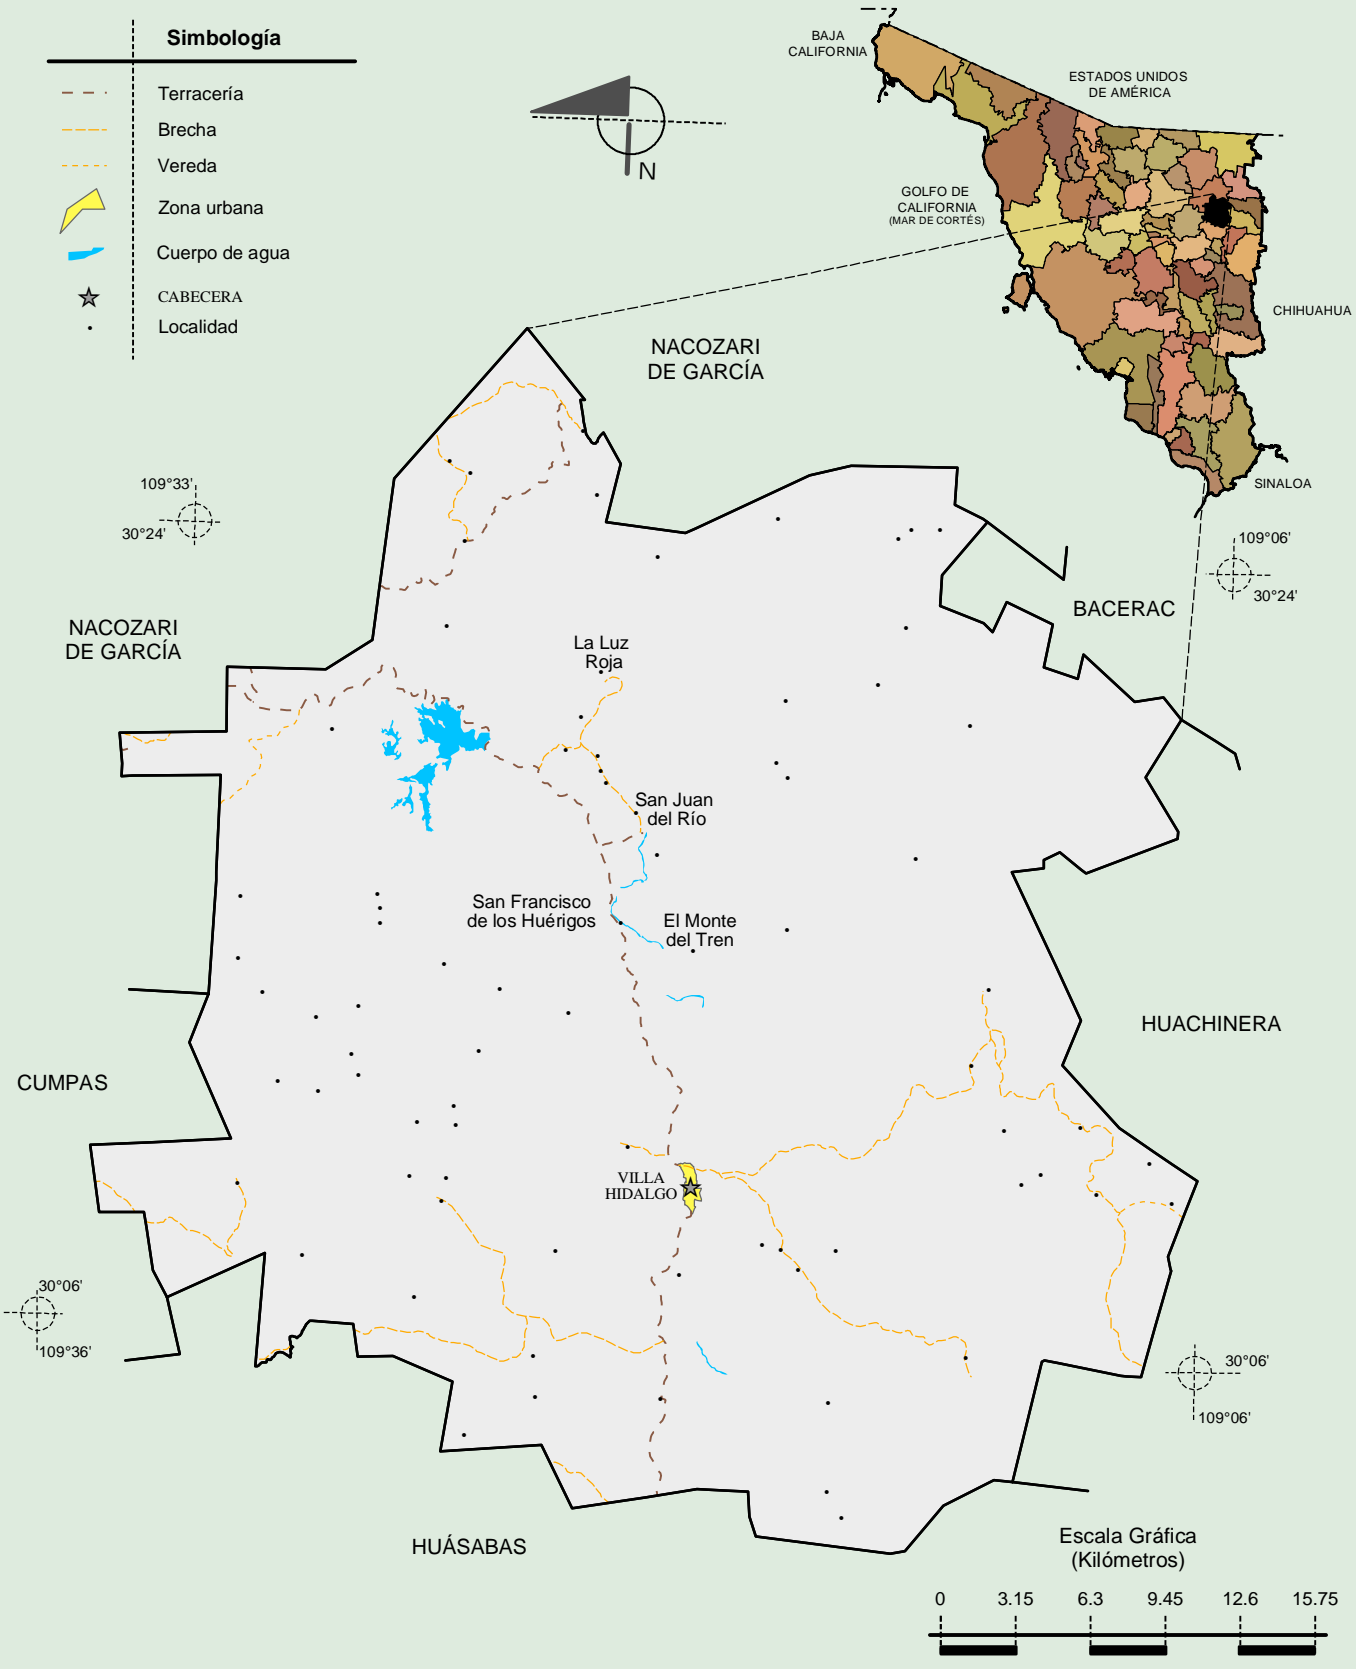 Simbología
Terracería
Brecha
Vereda
Zona urbana
Cuerpo de agua
CABECERA
Localidad
N
BAJA
CALIFORNIA
ESTADOS UNIDOS
DE AMÉRICA
GOLFO DE
CALIFORNIA
(MAR DE CORTÉS)
CHIHUAHUA
SINALOA
NACOZARI
DE GARCÍA
109°33'
30°24'
109°06'
30°24'
BACERAC
NACOZARI
DE GARCÍA
La Luz
Roja
San Juan
del Río
San Francisco
de los Huérigos
El Monte
del Tren
HUACHINERA
CUMPAS
VILLA
HIDALGO
30°06'
109°36'
30°06'
109°06'
HUÁSABAS
Escala Gráfica
(Kilómetros)
0 3.15 6.3 9.45 12.6 15.75